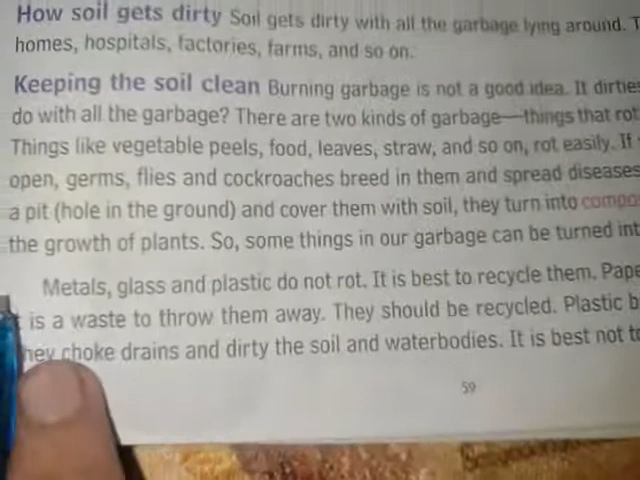 How soil gets dirty Soil gets dirty with all the garbage lying around. T
homes, hospitals, factories, farms, and so on.
Keeping the soil clean Burning garbage is not a good idea. It dirties
do with all the garbage? There are two kinds of garbage—things that rot
Things like vegetable peels, food, leaves, straw, and so on, rot easily. If
open, germs, flies and cockroaches breed in them and spread diseases
a pit (hole in the ground) and cover them with soil, they turn into compo
the growth of plants. So, some things in our garbage can be turned int
Metals, glass and plastic do not rot. It is best to recycle them. Pape
is a waste to throw them away. They should be recycled. Plastic b
hey choke drains and dirty the soil and waterbodies. It is best not to
59